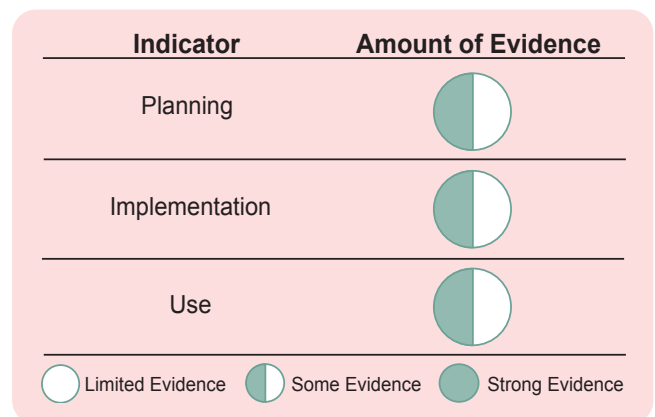 Indicator Amount of Evidence
Planning
Implementation
Use
Limited Evidence Some Evidence Strong Evidence